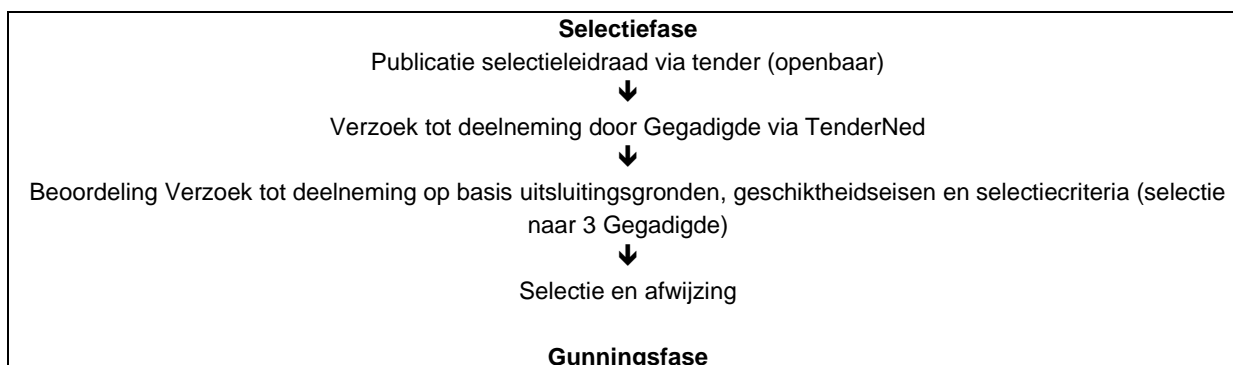 Selectiefase
Publicatie selectieleidraad via tender (openbaar)
Verzoek tot deelneming door Gegadigde via TenderNed
Beoordeling Verzoek tot deelneming op basis uitsluitingsgronden, geschiktheidseisen en selectiecriteria (selectie
naar 3 Gegadigde)
Selectie en afwijzing
Gunningsfase